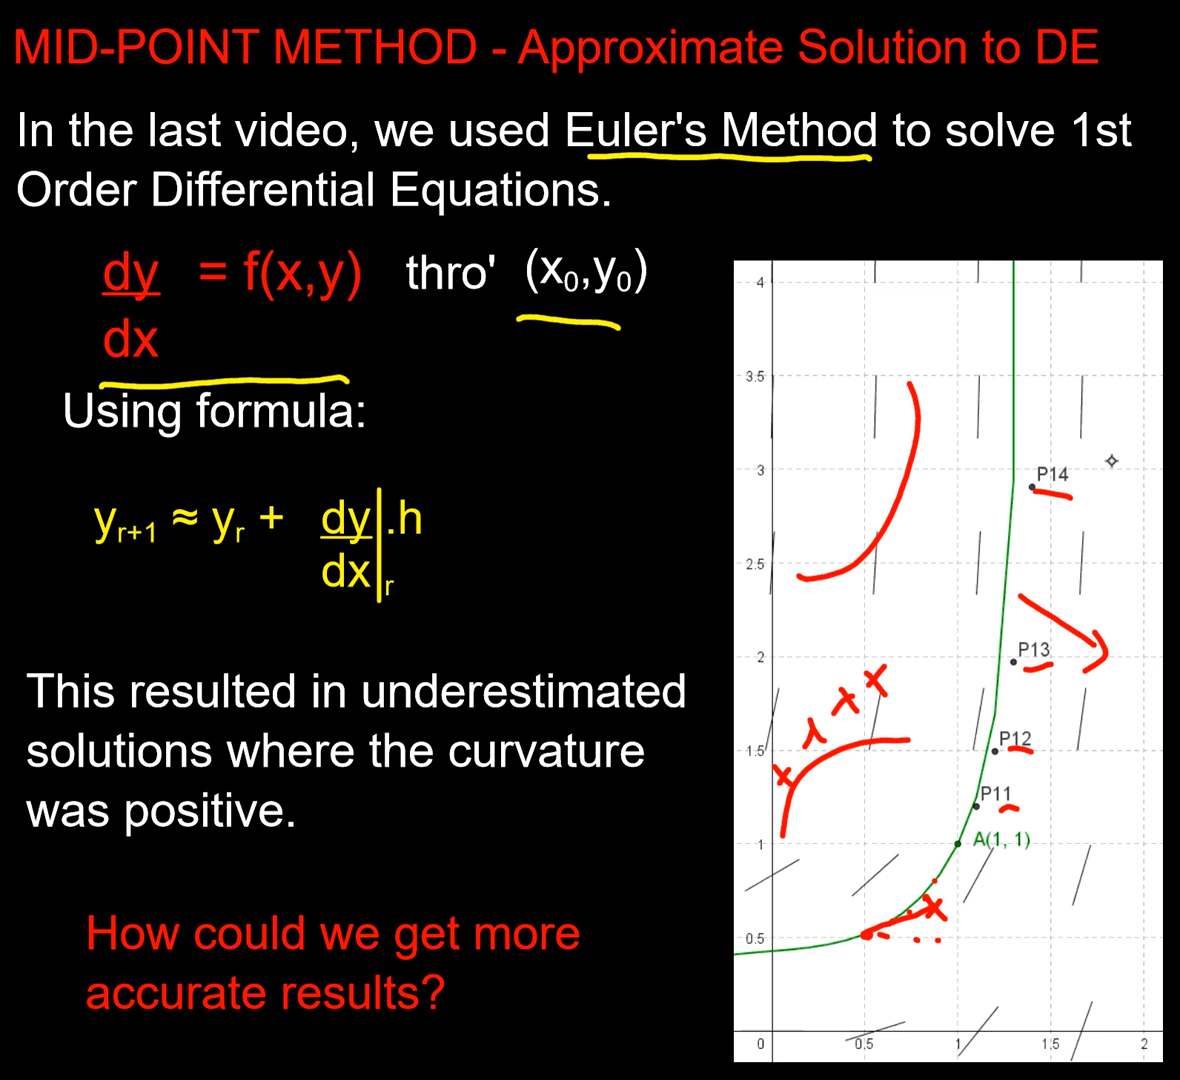 MID-POINT METHOD - Approximate Solution to DE
In the last video, we used Euler's Method to solve 1st
Order Differential Equations.
dy = f(x,y) thro' (x₀,y₀)
dx
Using formula:
yᵣ₊₁ ≈ yᵣ + dy|.h
dx|ᵣ
This resulted in underestimated
solutions where the curvature
was positive.
How could we get more
accurate results?
4
3.5
3
P14
2.5
2
P13
1.5
P12
P11
1
A(1, 1)
0.5
0
0.5
1
1.5
2